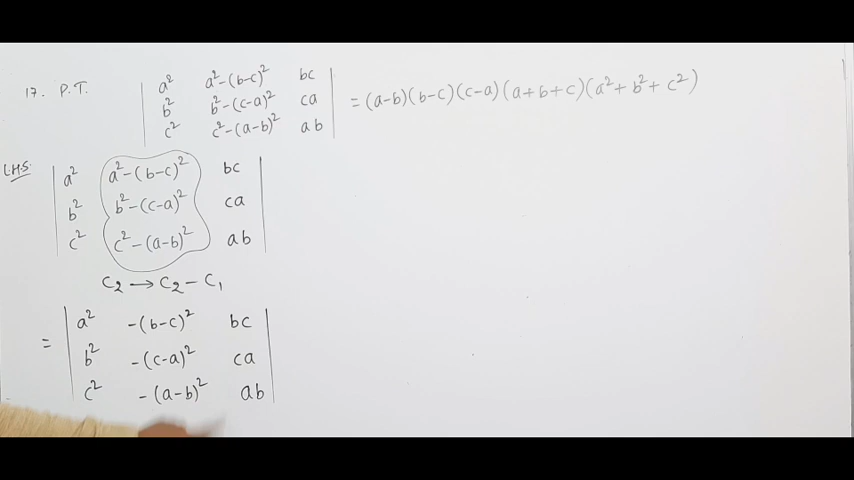 17. P.T. | a² a²-(b-c)² bc |
| b² b²-(c-a)² ca | = (a-b)(b-c)(c-a)(a+b+c)(a²+b²+c²)
| c² c²-(a-b)² ab |
L.H.S.
| a² a²-(b-c)² bc |
| b² b²-(c-a)² ca |
| c² c²-(a-b)² ab |
C₂ → C₂ - C₁
| a² -(b-c)² bc |
= | b² -(c-a)² ca |
| c² -(a-b)² ab |